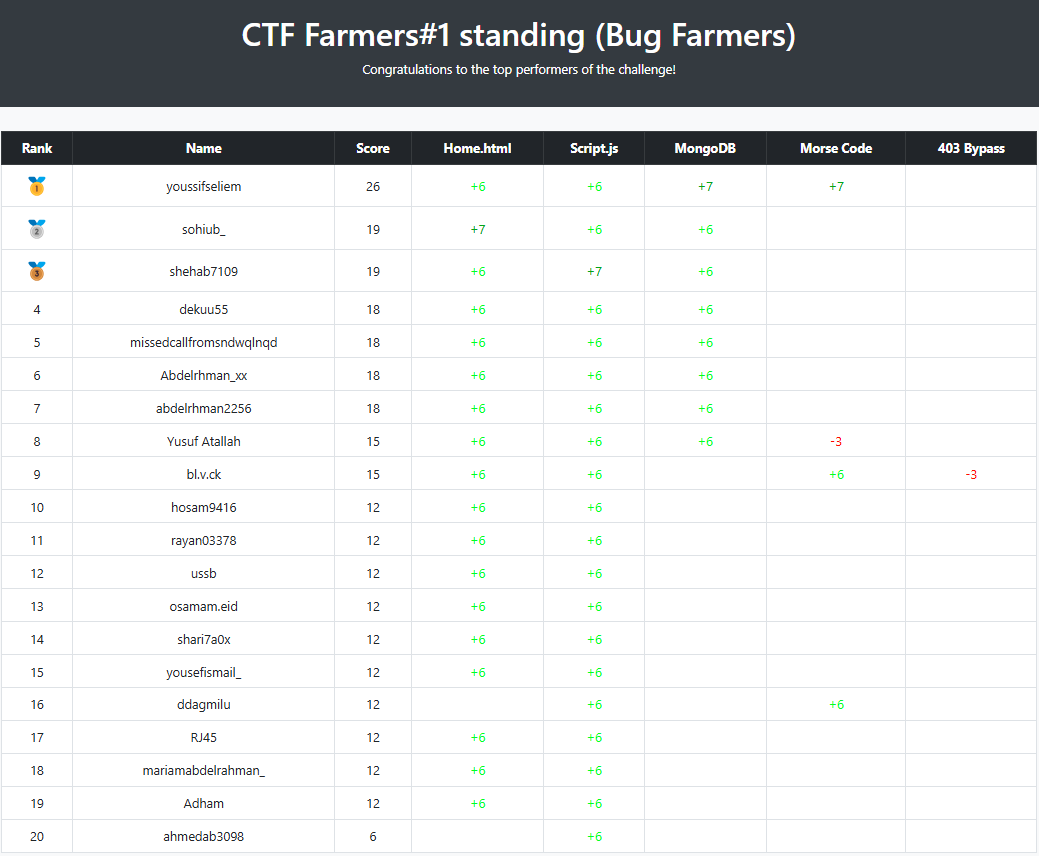 CTF Farmers#1 standing (Bug Farmers)
Congratulations to the top performers of the challenge!
Rank Name Score Home.html Script.js MongoDB Morse Code 403 Bypass
1 youssifseliem 26 +6 +6 +7 +7
2 sohiub_ 19 +7 +6 +6
3 shehab7109 19 +6 +7 +6
4 dekuu55 18 +6 +6 +6
5 missedcallfromsndwqlnqd 18 +6 +6 +6
6 Abdelrhman_xx 18 +6 +6 +6
7 abdelrhman2256 18 +6 +6 +6
8 Yusuf Atallah 15 +6 +6 +6 -3
9 bl.v.ck 15 +6 +6 +6 -3
10 hosam9416 12 +6 +6
11 rayan03378 12 +6 +6
12 ussb 12 +6 +6
13 osamam.eid 12 +6 +6
14 shari7a0x 12 +6 +6
15 yousefismail_ 12 +6 +6
16 ddagmilu 12 +6 +6
17 RJ45 12 +6 +6
18 mariamabdelrahman_ 12 +6 +6
19 Adham 12 +6 +6
20 ahmedab3098 6 +6